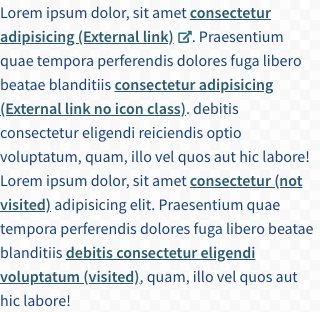 Lorem ipsum dolor, sit amet consectetur
adipisicing (External link) . Praesentium
quae tempora perferendis dolores fuga libero
beatae blanditiis consectetur adipisicing
(External link no icon class). debitis
consectetur eligendi reiciendis optio
voluptatum, quam, illo vel quos aut hic labore!
Lorem ipsum dolor, sit amet consectetur (not
visited) adipisicing elit. Praesentium quae
tempora perferendis dolores fuga libero beatae
blanditiis debitis consectetur eligendi
voluptatum (visited), quam, illo vel quos aut
hic labore!